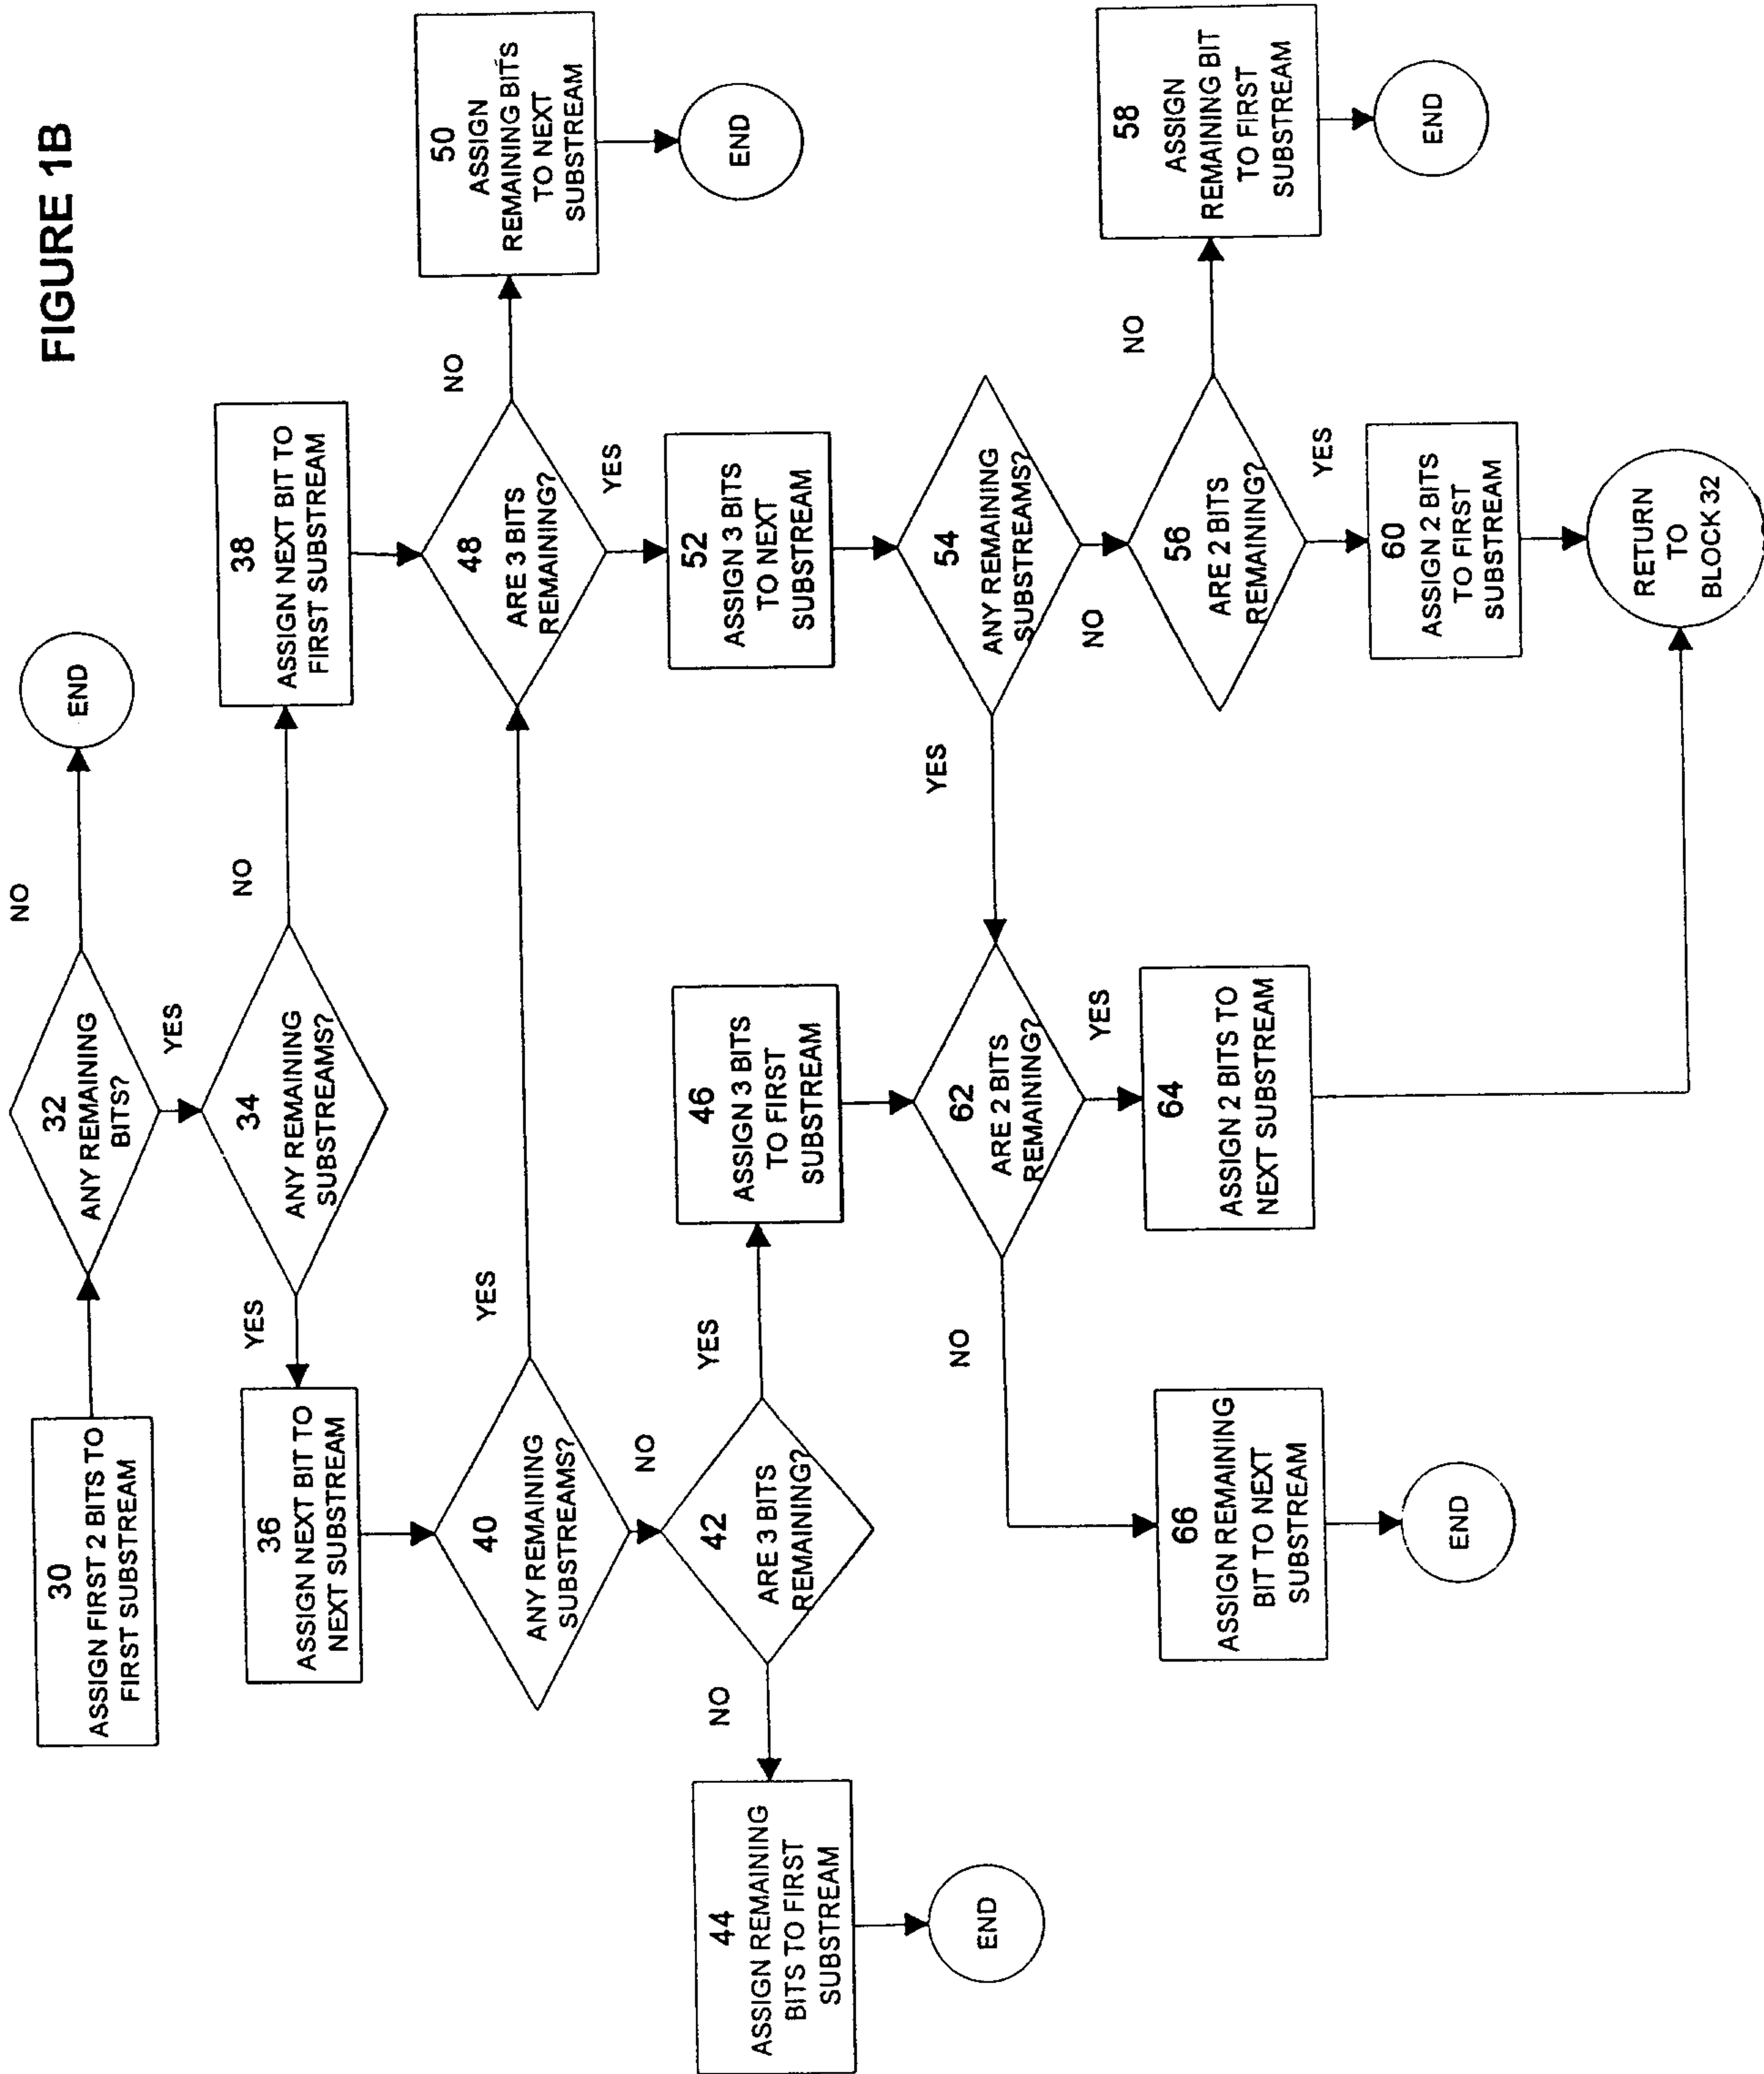 FIGURE 1B
30
ASSIGN FIRST 2 BITS TO
FIRST SUBSTREAM
32
ANY REMAINING
BITS?
NO
END
YES
34
ANY REMAINING
SUBSTREAMS?
YES
NO
36
ASSIGN NEXT BIT TO
NEXT SUBSTREAM
38
ASSIGN NEXT BIT TO
FIRST SUBSTREAM
40
ANY REMAINING
SUBSTREAMS?
YES
NO
48
ARE 3 BITS
REMAINING?
NO
YES
50
ASSIGN
REMAINING BITS
TO NEXT
SUBSTREAM
END
42
ARE 3 BITS
REMAINING?
NO
YES
44
ASSIGN REMAINING
BITS TO FIRST
SUBSTREAM
END
46
ASSIGN 3 BITS
TO FIRST
SUBSTREAM
52
ASSIGN 3 BITS
TO NEXT
SUBSTREAM
54
ANY REMAINING
SUBSTREAMS?
YES
NO
62
ARE 2 BITS
REMAINING?
NO
YES
56
ARE 2 BITS
REMAINING?
NO
YES
58
ASSIGN
REMAINING BIT
TO FIRST
SUBSTREAM
END
66
ASSIGN REMAINING
BIT TO NEXT
SUBSTREAM
END
64
ASSIGN 2 BITS TO
NEXT SUBSTREAM
60
ASSIGN 2 BITS
TO FIRST
SUBSTREAM
RETURN
TO
BLOCK 32